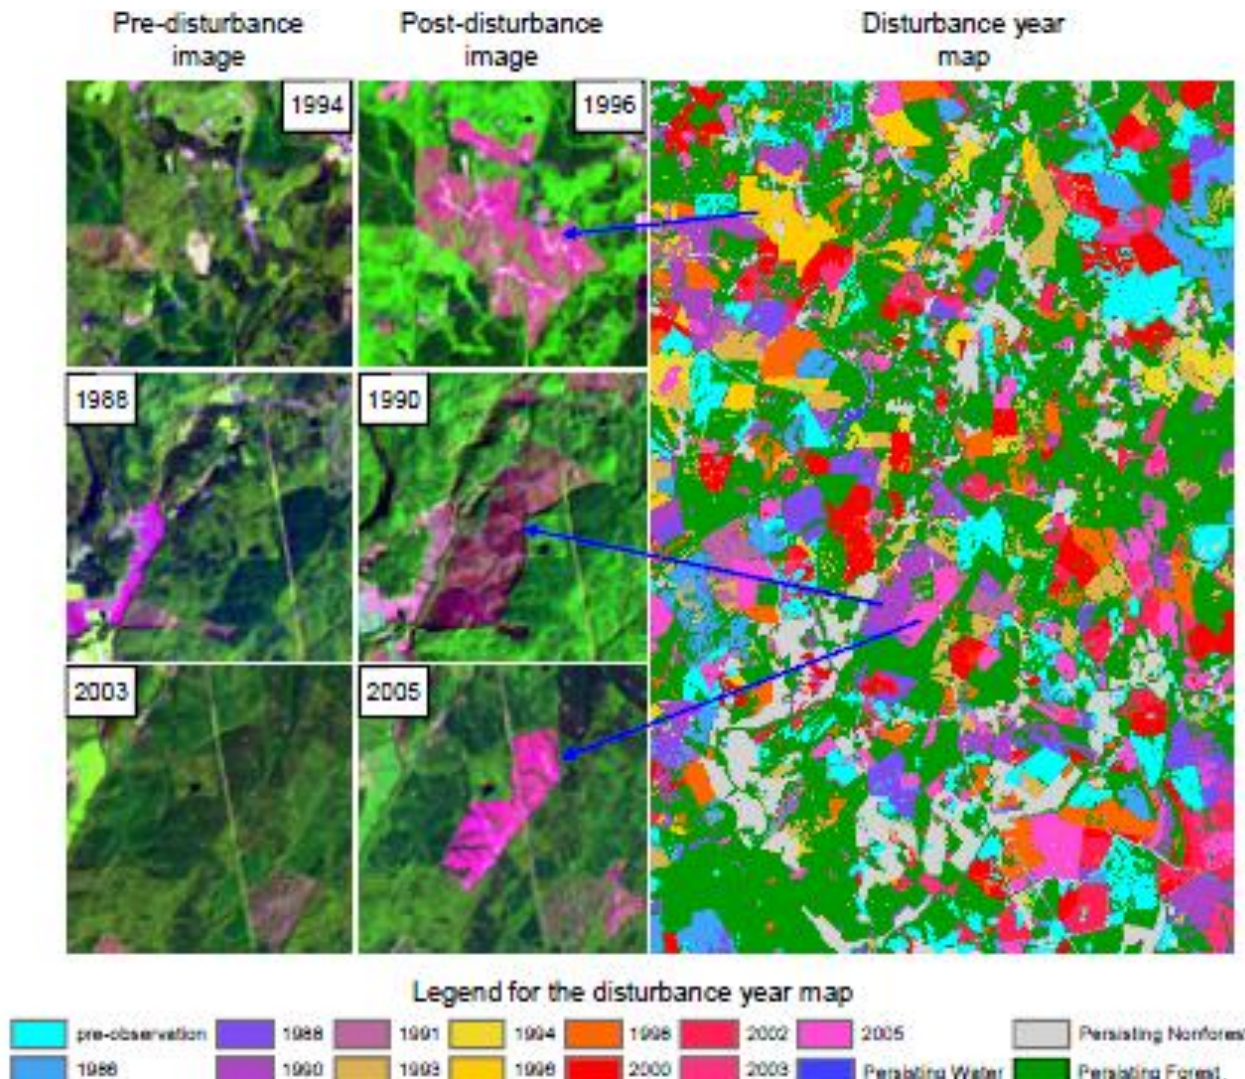 Pre-disturbance
image
Post-disturbance
image
Disturbance year
map
1994
1996
1988
1990
2003
2005
Legend for the disturbance year map
pre-observation 1988 1991 1994 1998 2002 2005 Persisting Nonforest
1986 1990 1993 1996 2000 2003 Persisting Water Persisting Forest